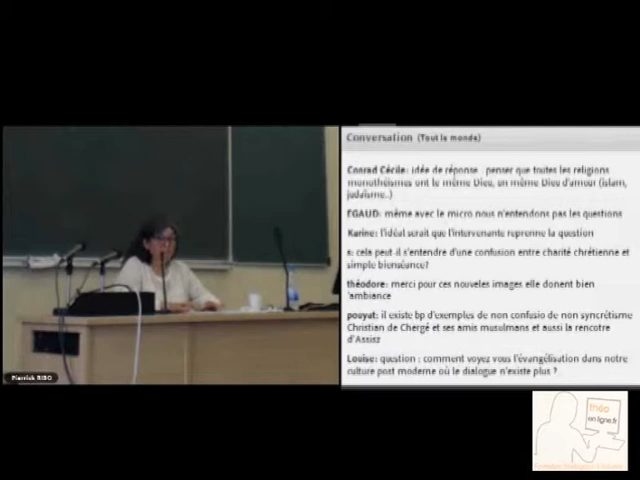 Conversation (Tout le monde)
Conrad Cécile: idée de réponse : penser que toutes les religions
monothéismes ont le même Dieu, un même Dieu d'amour (islam,
judaïsme..)
EGAUD: même avec le micro nous n'entendons pas les questions
Karine: l'idéal serait que l'intervenante reprenne la question
s: cela peut-il s'entendre d'une confusion entre charité chrétienne et
simple bienséance?
théodore: merci pour ces nouveles images elle donent bien
'ambiance
pouyat: il existe bp d'exemples de non confusio de non syncrétisme
Christian de Chergé et ses amis musulmans et aussi la rencotre
d'Assisz
Louise: question : comment voyez vous l'évangélisation dans notre
culture post moderne où le dialogue n'existe plus ?
Pierrick RIBO
théo
en ligne.fr